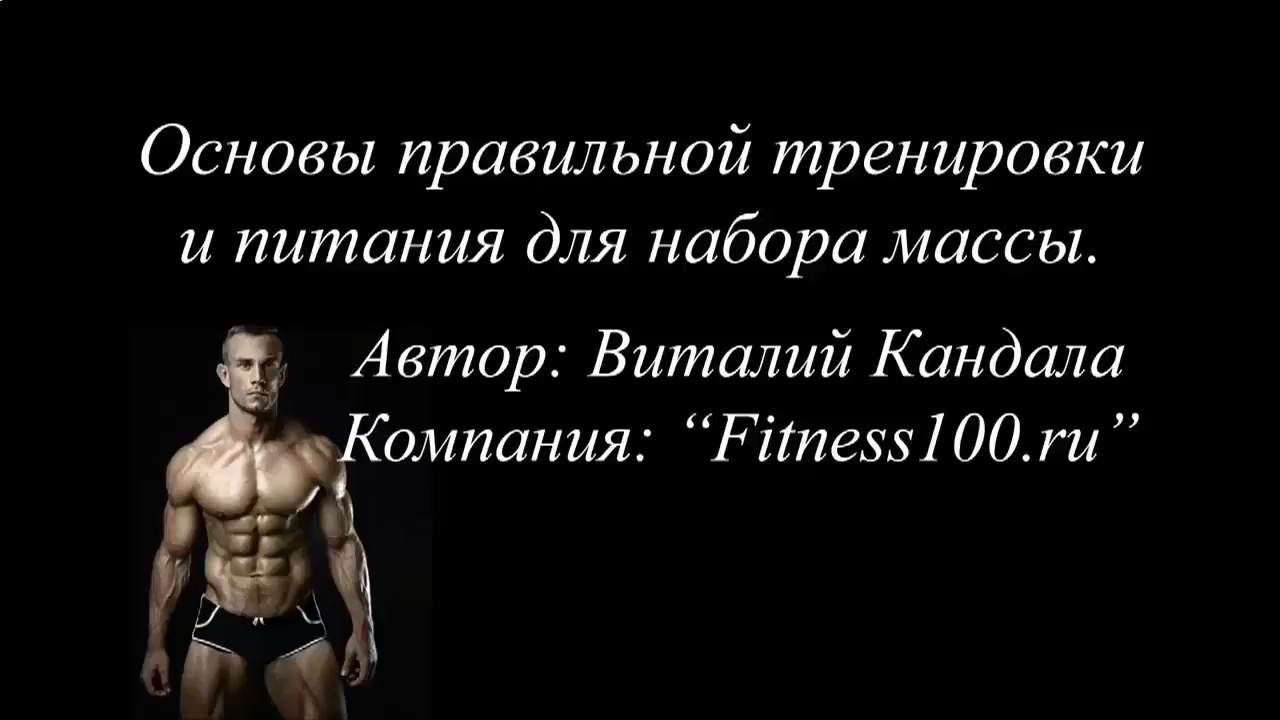 Основы правильной тренировки
и питания для набора массы.
Автор: Виталий Кандала
Компания: “Fitness100.ru”